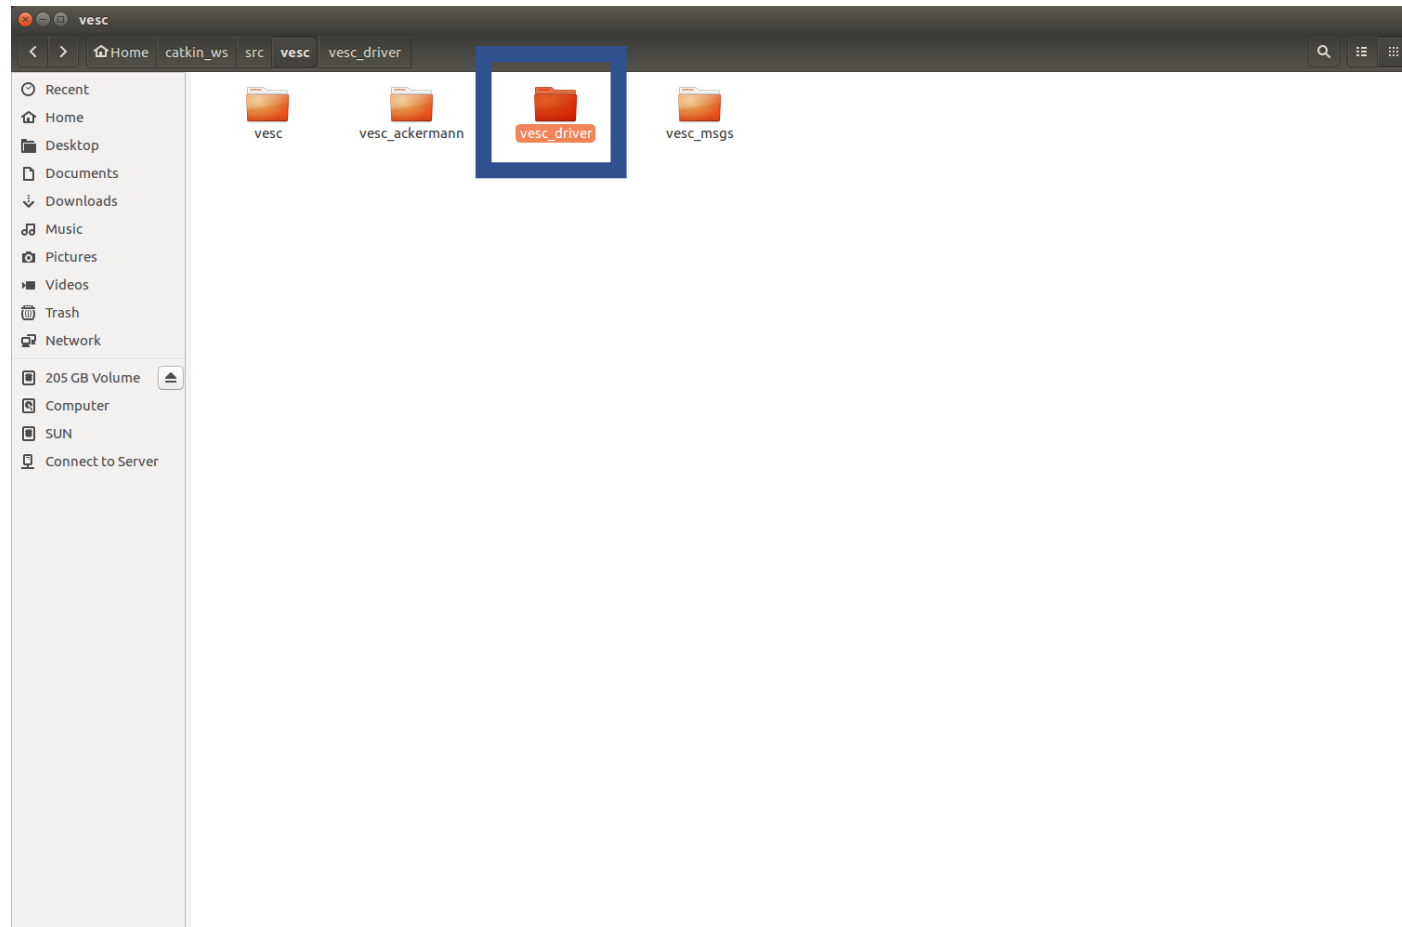 vesc
Home catkin_ws src vesc vesc_driver
Recent
Home
Desktop
Documents
Downloads
Music
Pictures
Videos
Trash
Network
205 GB Volume
Computer
SUN
Connect to Server
vesc vesc_ackermann vesc_driver vesc_msgs